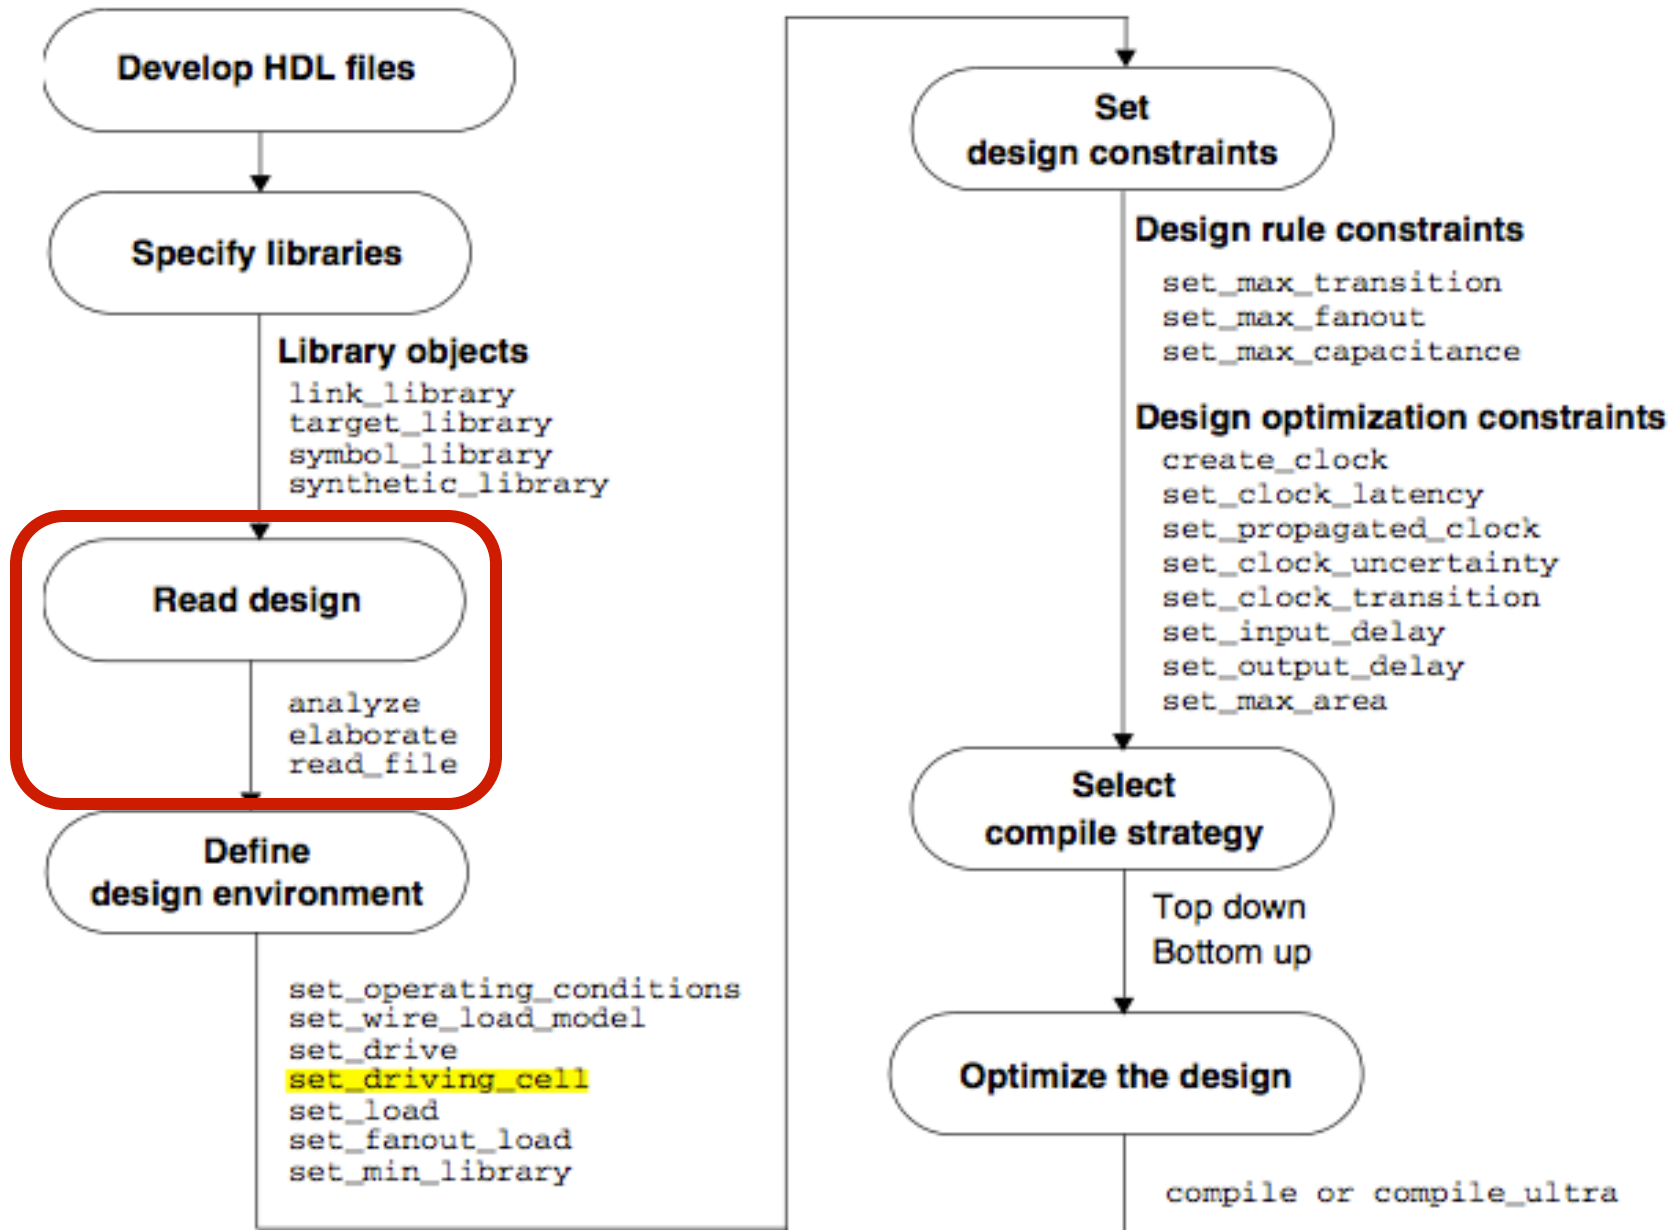 Develop HDL files
Specify libraries
Library objects
link_library
target_library
symbol_library
synthetic_library
Read design
analyze
elaborate
read_file
Define
design environment
set_operating_conditions
set_wire_load_model
set_drive
set_driving_cell
set_load
set_fanout_load
set_min_library
Set
design constraints
Design rule constraints
set_max_transition
set_max_fanout
set_max_capacitance
Design optimization constraints
create_clock
set_clock_latency
set_propagated_clock
set_clock_uncertainty
set_clock_transition
set_input_delay
set_output_delay
set_max_area
Select
compile strategy
Top down
Bottom up
Optimize the design
compile or compile_ultra